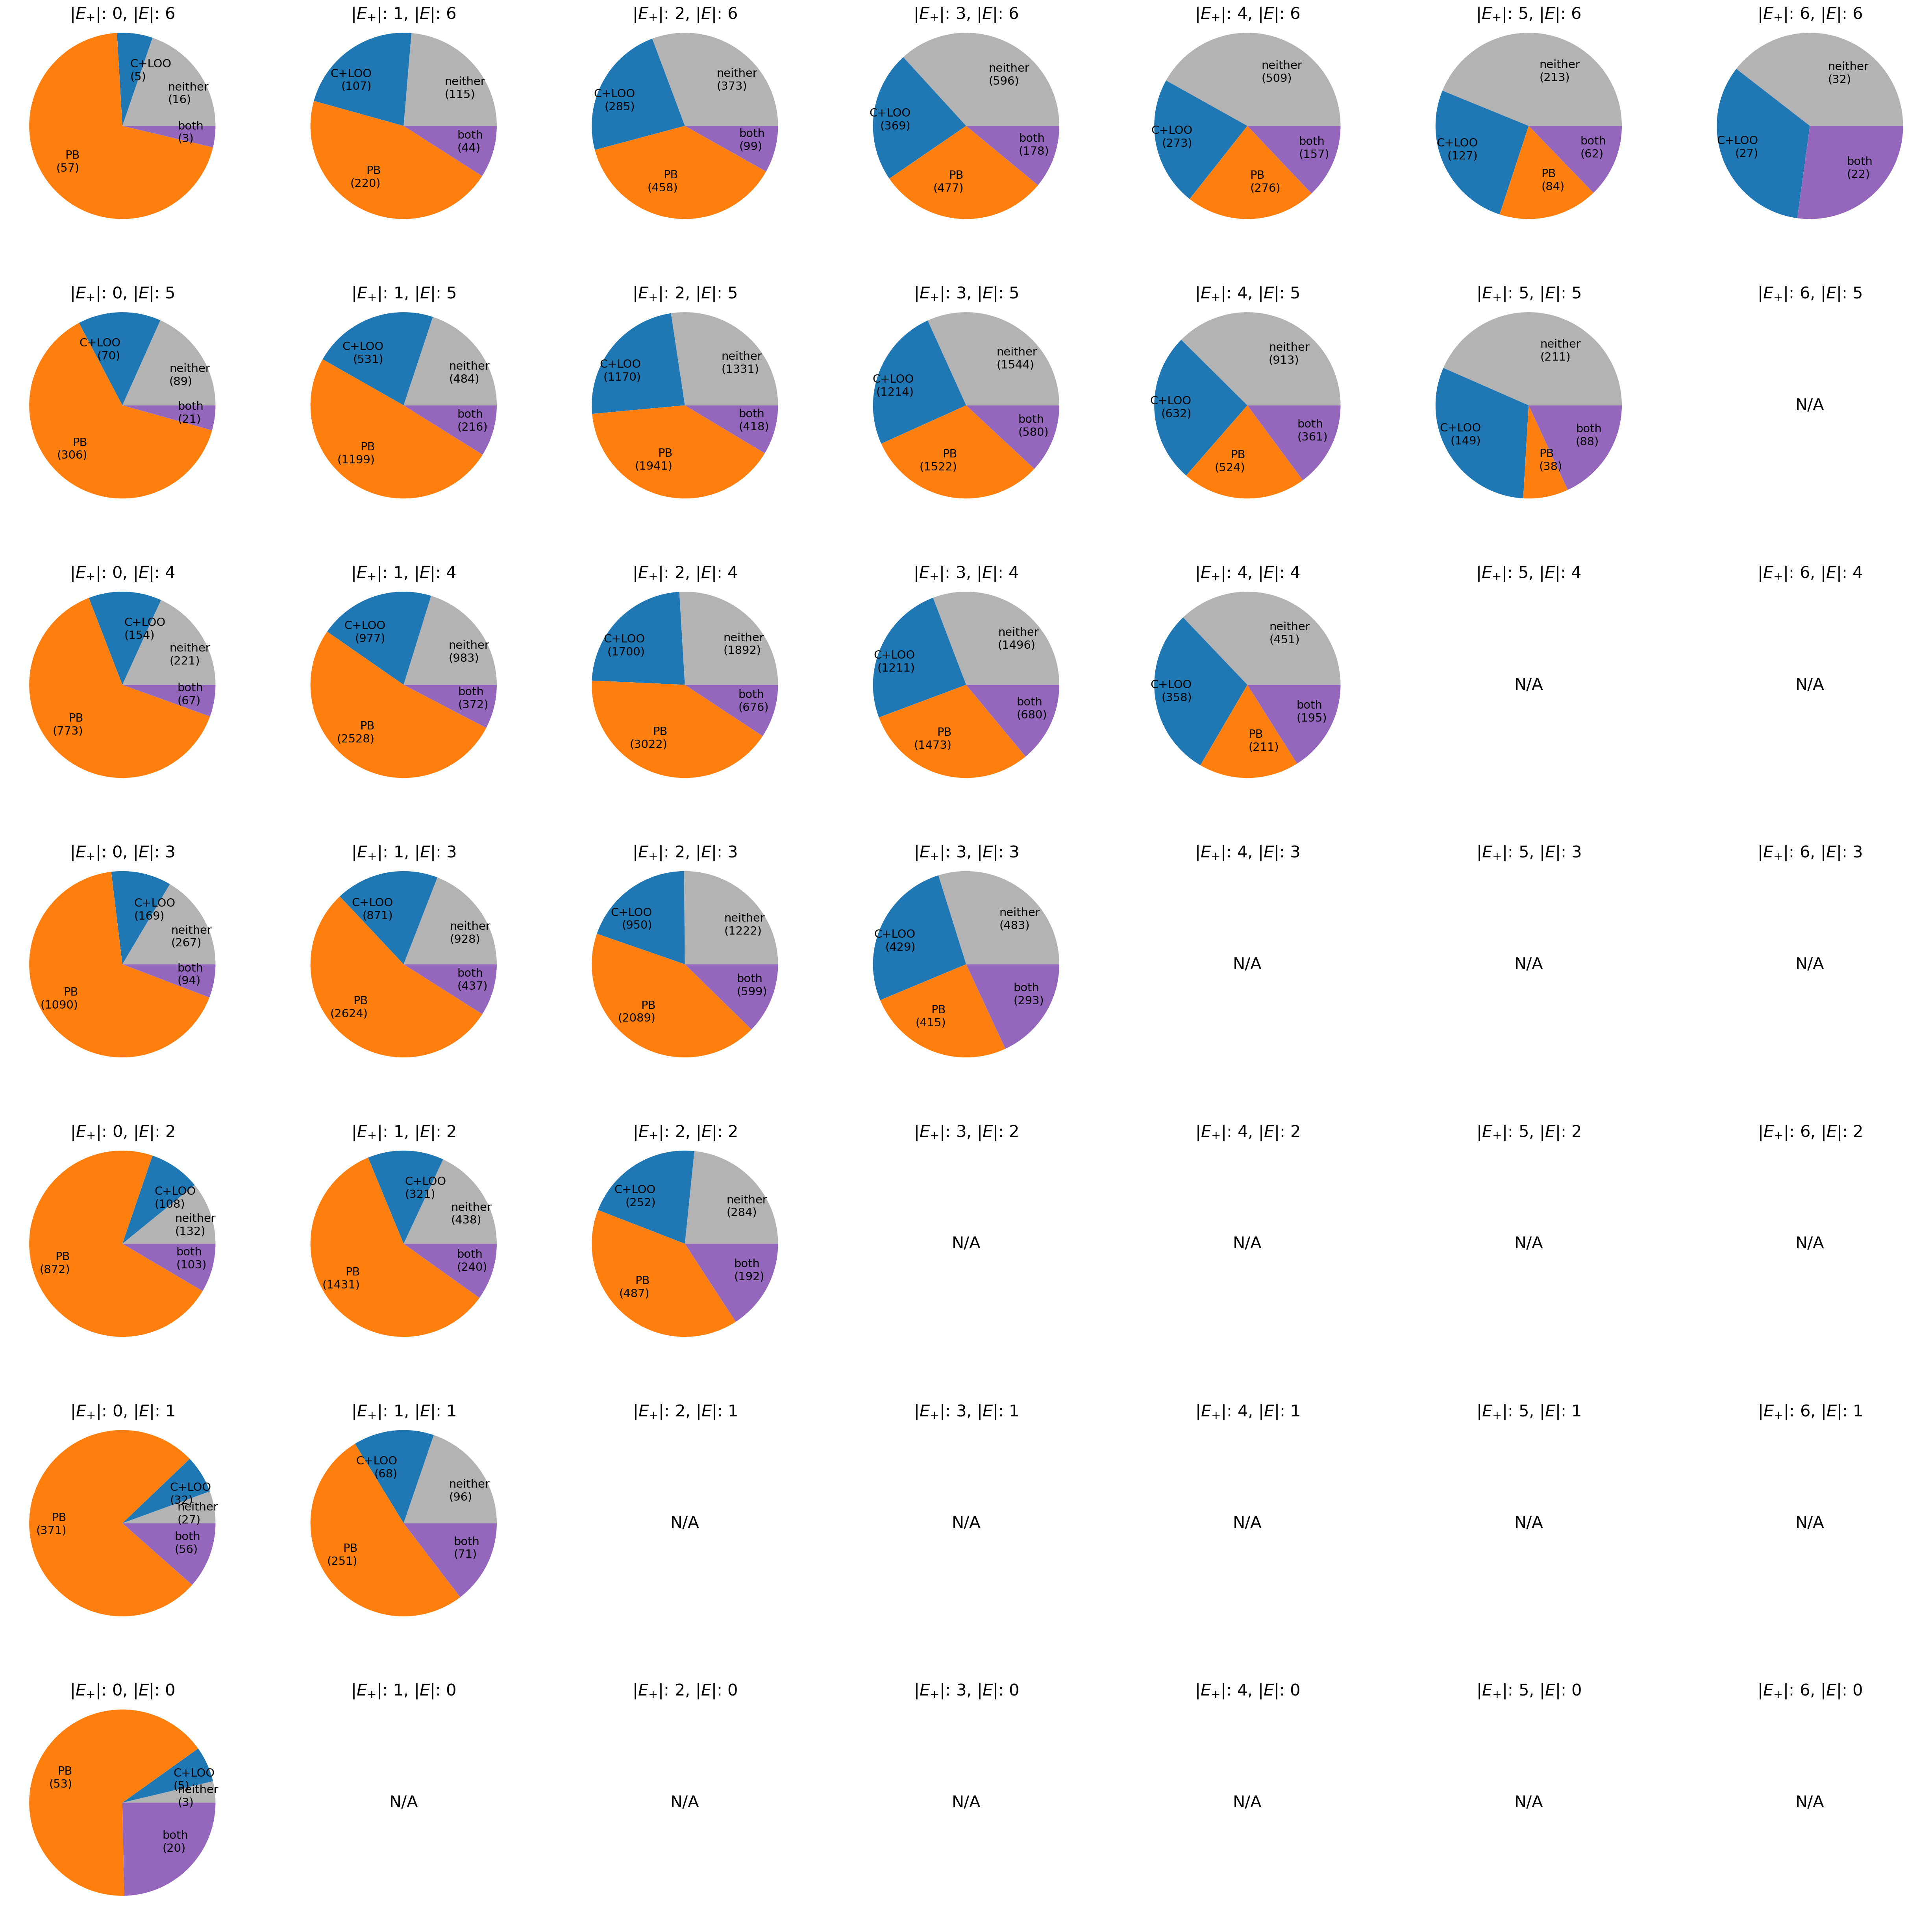 |E₊|: 0, |E|: 6
C+LOO
(5)
neither
(16)
both
(3)
PB
(57)
|E₊|: 1, |E|: 6
C+LOO
(107)
neither
(115)
both
(44)
PB
(220)
|E₊|: 2, |E|: 6
C+LOO
(285)
neither
(373)
both
(99)
PB
(458)
|E₊|: 3, |E|: 6
C+LOO
(369)
neither
(596)
both
(178)
PB
(477)
|E₊|: 4, |E|: 6
C+LOO
(273)
neither
(509)
both
(157)
PB
(276)
|E₊|: 5, |E|: 6
C+LOO
(127)
neither
(213)
both
(62)
PB
(84)
|E₊|: 6, |E|: 6
C+LOO
(27)
neither
(32)
both
(22)
|E₊|: 0, |E|: 5
C+LOO
(70)
neither
(89)
both
(21)
PB
(306)
|E₊|: 1, |E|: 5
C+LOO
(531)
neither
(484)
both
(216)
PB
(1199)
|E₊|: 2, |E|: 5
C+LOO
(1170)
neither
(1331)
both
(418)
PB
(1941)
|E₊|: 3, |E|: 5
C+LOO
(1214)
neither
(1544)
both
(580)
PB
(1522)
|E₊|: 4, |E|: 5
C+LOO
(632)
neither
(913)
both
(361)
PB
(524)
|E₊|: 5, |E|: 5
C+LOO
(149)
neither
(211)
both
(88)
PB
(38)
|E₊|: 6, |E|: 5
N/A
|E₊|: 0, |E|: 4
C+LOO
(154)
neither
(221)
both
(67)
PB
(773)
|E₊|: 1, |E|: 4
C+LOO
(977)
neither
(983)
both
(372)
PB
(2528)
|E₊|: 2, |E|: 4
C+LOO
(1700)
neither
(1892)
both
(676)
PB
(3022)
|E₊|: 3, |E|: 4
C+LOO
(1211)
neither
(1496)
both
(680)
PB
(1473)
|E₊|: 4, |E|: 4
C+LOO
(358)
neither
(451)
both
(195)
PB
(211)
|E₊|: 5, |E|: 4
N/A
|E₊|: 6, |E|: 4
N/A
|E₊|: 0, |E|: 3
C+LOO
(169)
neither
(267)
both
(94)
PB
(1090)
|E₊|: 1, |E|: 3
C+LOO
(871)
neither
(928)
both
(437)
PB
(2624)
|E₊|: 2, |E|: 3
C+LOO
(950)
neither
(1222)
both
(599)
PB
(2089)
|E₊|: 3, |E|: 3
C+LOO
(429)
neither
(483)
both
(293)
PB
(415)
|E₊|: 4, |E|: 3
N/A
|E₊|: 5, |E|: 3
N/A
|E₊|: 6, |E|: 3
N/A
|E₊|: 0, |E|: 2
C+LOO
(108)
neither
(132)
both
(103)
PB
(872)
|E₊|: 1, |E|: 2
C+LOO
(321)
neither
(438)
both
(240)
PB
(1431)
|E₊|: 2, |E|: 2
C+LOO
(252)
neither
(284)
both
(192)
PB
(487)
|E₊|: 3, |E|: 2
N/A
|E₊|: 4, |E|: 2
N/A
|E₊|: 5, |E|: 2
N/A
|E₊|: 6, |E|: 2
N/A
|E₊|: 0, |E|: 1
C+LOO
(32)
neither
(27)
both
(56)
PB
(371)
|E₊|: 1, |E|: 1
C+LOO
(68)
neither
(96)
both
(71)
PB
(251)
|E₊|: 2, |E|: 1
N/A
|E₊|: 3, |E|: 1
N/A
|E₊|: 4, |E|: 1
N/A
|E₊|: 5, |E|: 1
N/A
|E₊|: 6, |E|: 1
N/A
|E₊|: 0, |E|: 0
PB
(53)
C+LOO
(5)
neither
(3)
both
(20)
|E₊|: 1, |E|: 0
N/A
|E₊|: 2, |E|: 0
N/A
|E₊|: 3, |E|: 0
N/A
|E₊|: 4, |E|: 0
N/A
|E₊|: 5, |E|: 0
N/A
|E₊|: 6, |E|: 0
N/A